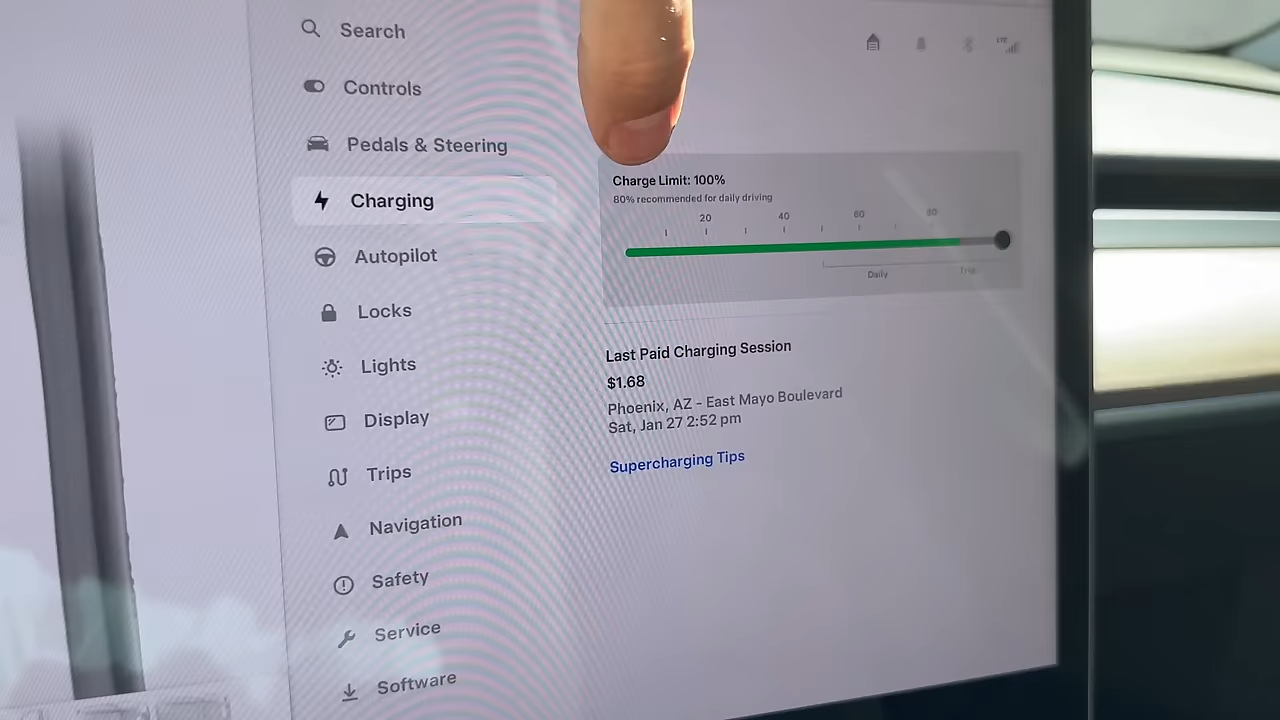 Search
Controls
Pedals & Steering
Charging
Autopilot
Locks
Lights
Display
Trips
Navigation
Safety
Service
Software
LTE
Charge Limit: 100%
80% recommended for daily driving
20 40 60 80
Daily Trip
Last Paid Charging Session
$1.68
Phoenix, AZ - East Mayo Boulevard
Sat, Jan 27 2:52 pm
Supercharging Tips